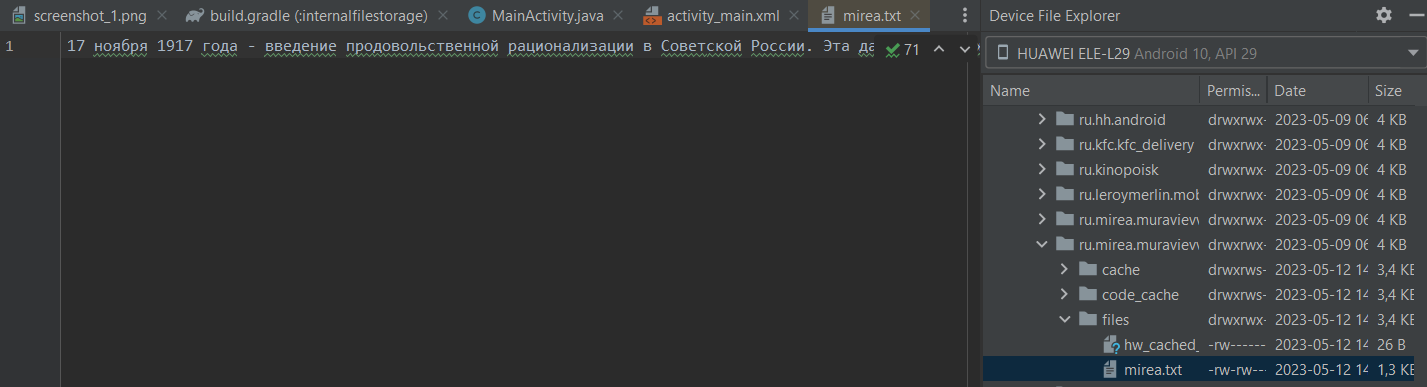 screenshot_1.png build.gradle (:internalfilestorage) MainActivity.java activity_main.xml mirea.txt
1 17 ноября 1917 года - введение продовольственной рационализации в Советской России. Эта да 71
Device File Explorer
HUAWEI ELE-L29 Android 10, API 29
Name Permis... Date Size
ru.hh.android drwxrwx- 2023-05-09 06 4 KB
ru.kfc.kfc_delivery drwxrwx- 2023-05-09 06 4 KB
ru.kinopoisk drwxrwx- 2023-05-09 06 4 KB
ru.leroymerlin.mob drwxrwx- 2023-05-09 06 4 KB
ru.mirea.muraviev drwxrwx- 2023-05-09 06 4 KB
ru.mirea.muraviev drwxrwx- 2023-05-09 06 4 KB
cache drwxrws- 2023-05-12 14 3,4 KB
code_cache drwxrws- 2023-05-12 14 3,4 KB
files drwxrwx- 2023-05-12 14 3,4 KB
hw_cached_ -rw------ 2023-05-12 14 26 B
mirea.txt -rw-rw-- 2023-05-12 14 1,3 KB